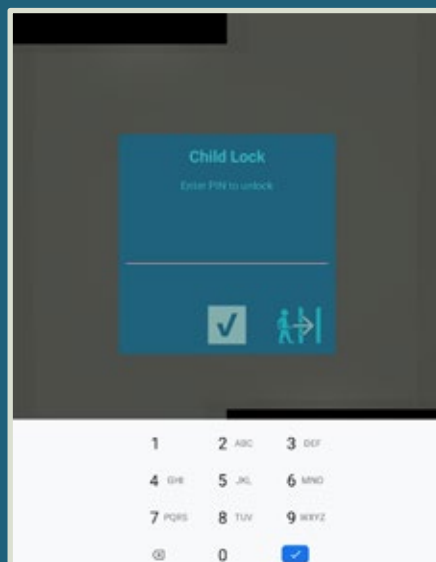 Child Lock
Enter PIN to unlock
1 2 ABC 3 DEF
4 GHI 5 JKL 6 MNO
7 PQRS 8 TUV 9 WXYZ
0